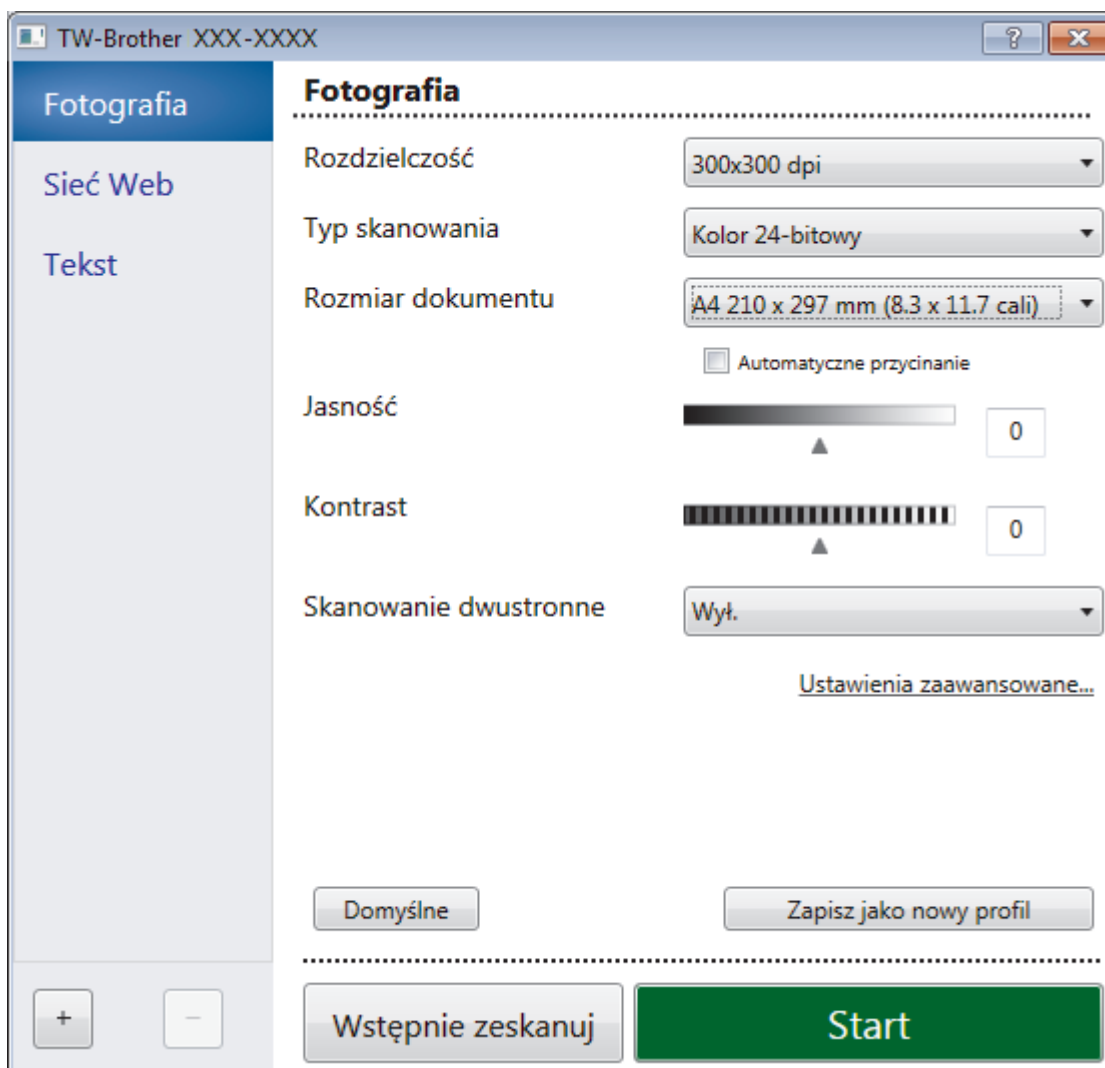 TW-Brother XXX-XXXX
Fotografia
Sieć Web
Tekst
Fotografia
Rozdzielczość
300x300 dpi
Typ skanowania
Kolor 24-bitowy
Rozmiar dokumentu
A4 210 x 297 mm (8.3 x 11.7 cali)
Automatyczne przycinanie
Jasność
0
Kontrast
0
Skanowanie dwustronne
Wył.
Ustawienia zaawansowane...
Domyślne
Zapisz jako nowy profil
+
−
Wstępnie zeskanuj
Start